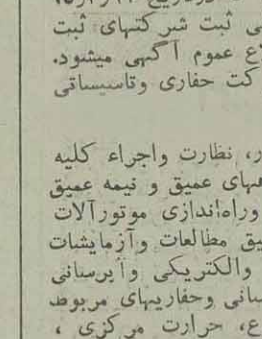 ی ثبت شرکتهای ثبت
ع عموم آگهی میشود.
کت حفاری وتاسیساتی
ر، نظارت واجراء کلیه
ههای عمیق و نیمه عمیق
وراه‌اندازی موتورآلات
یق مطالعات وآزمایشات
والکتریکی وآبرسانی
سانی وحفاریهای مربوط
ع، حرارت مرکزی ،